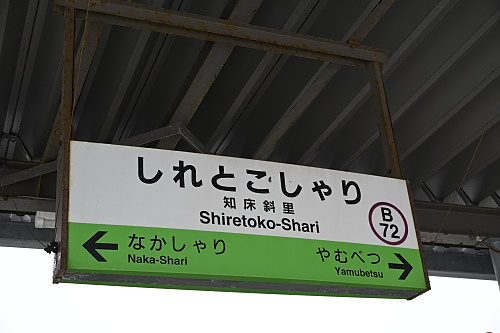 しれとこしゃり
知床斜里
Shiretoko-Shari
B
72
← なかしゃり
Naka-Shari
やむべつ →
Yamubetsu